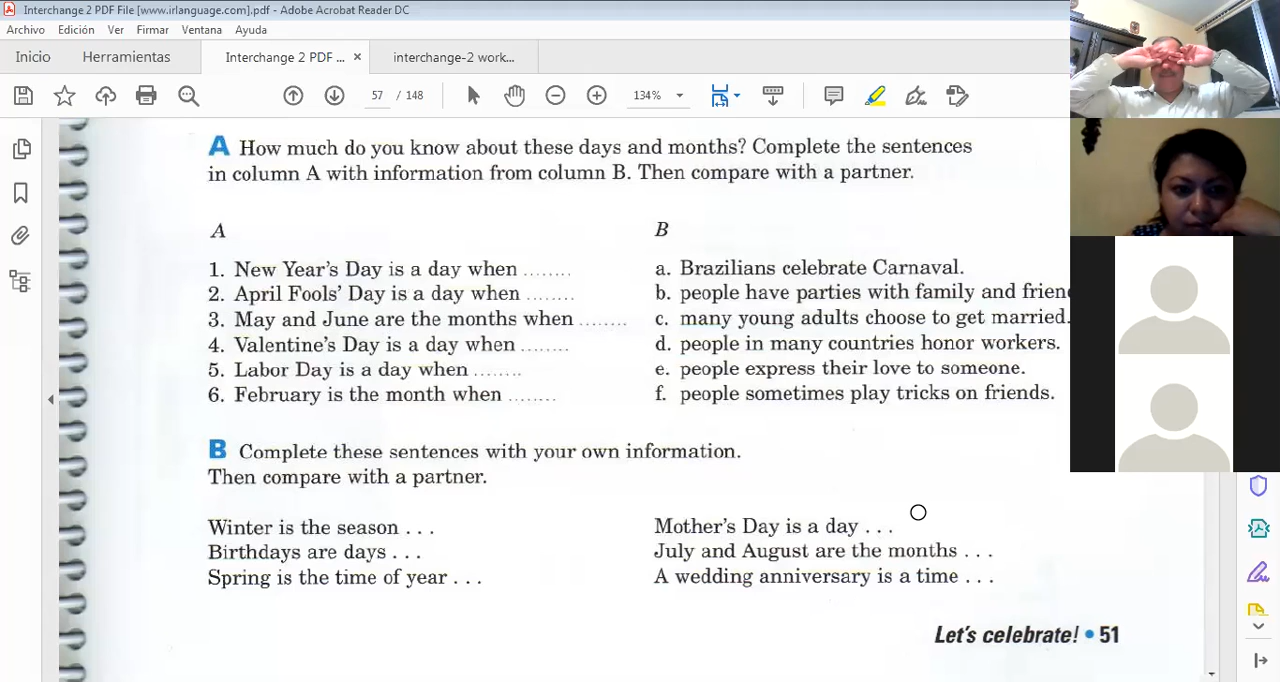 Interchange 2 PDF File [www.irlanguage.com].pdf - Adobe Acrobat Reader DC
Archivo Edición Ver Firmar Ventana Ayuda
Inicio Herramientas Interchange 2 PDF ... × interchange-2 work...
57 / 148 134%
A How much do you know about these days and months? Complete the sentences
in column A with information from column B. Then compare with a partner.
A
1. New Year's Day is a day when ........
2. April Fools' Day is a day when ........
3. May and June are the months when ........
4. Valentine's Day is a day when ........
5. Labor Day is a day when ........
6. February is the month when ........
B
a. Brazilians celebrate Carnaval.
b. people have parties with family and frien
c. many young adults choose to get married.
d. people in many countries honor workers.
e. people express their love to someone.
f. people sometimes play tricks on friends.
B Complete these sentences with your own information.
Then compare with a partner.
Winter is the season . . .
Birthdays are days . . .
Spring is the time of year . . .
Mother's Day is a day . . .
July and August are the months . . .
A wedding anniversary is a time . . .
Let's celebrate! • 51